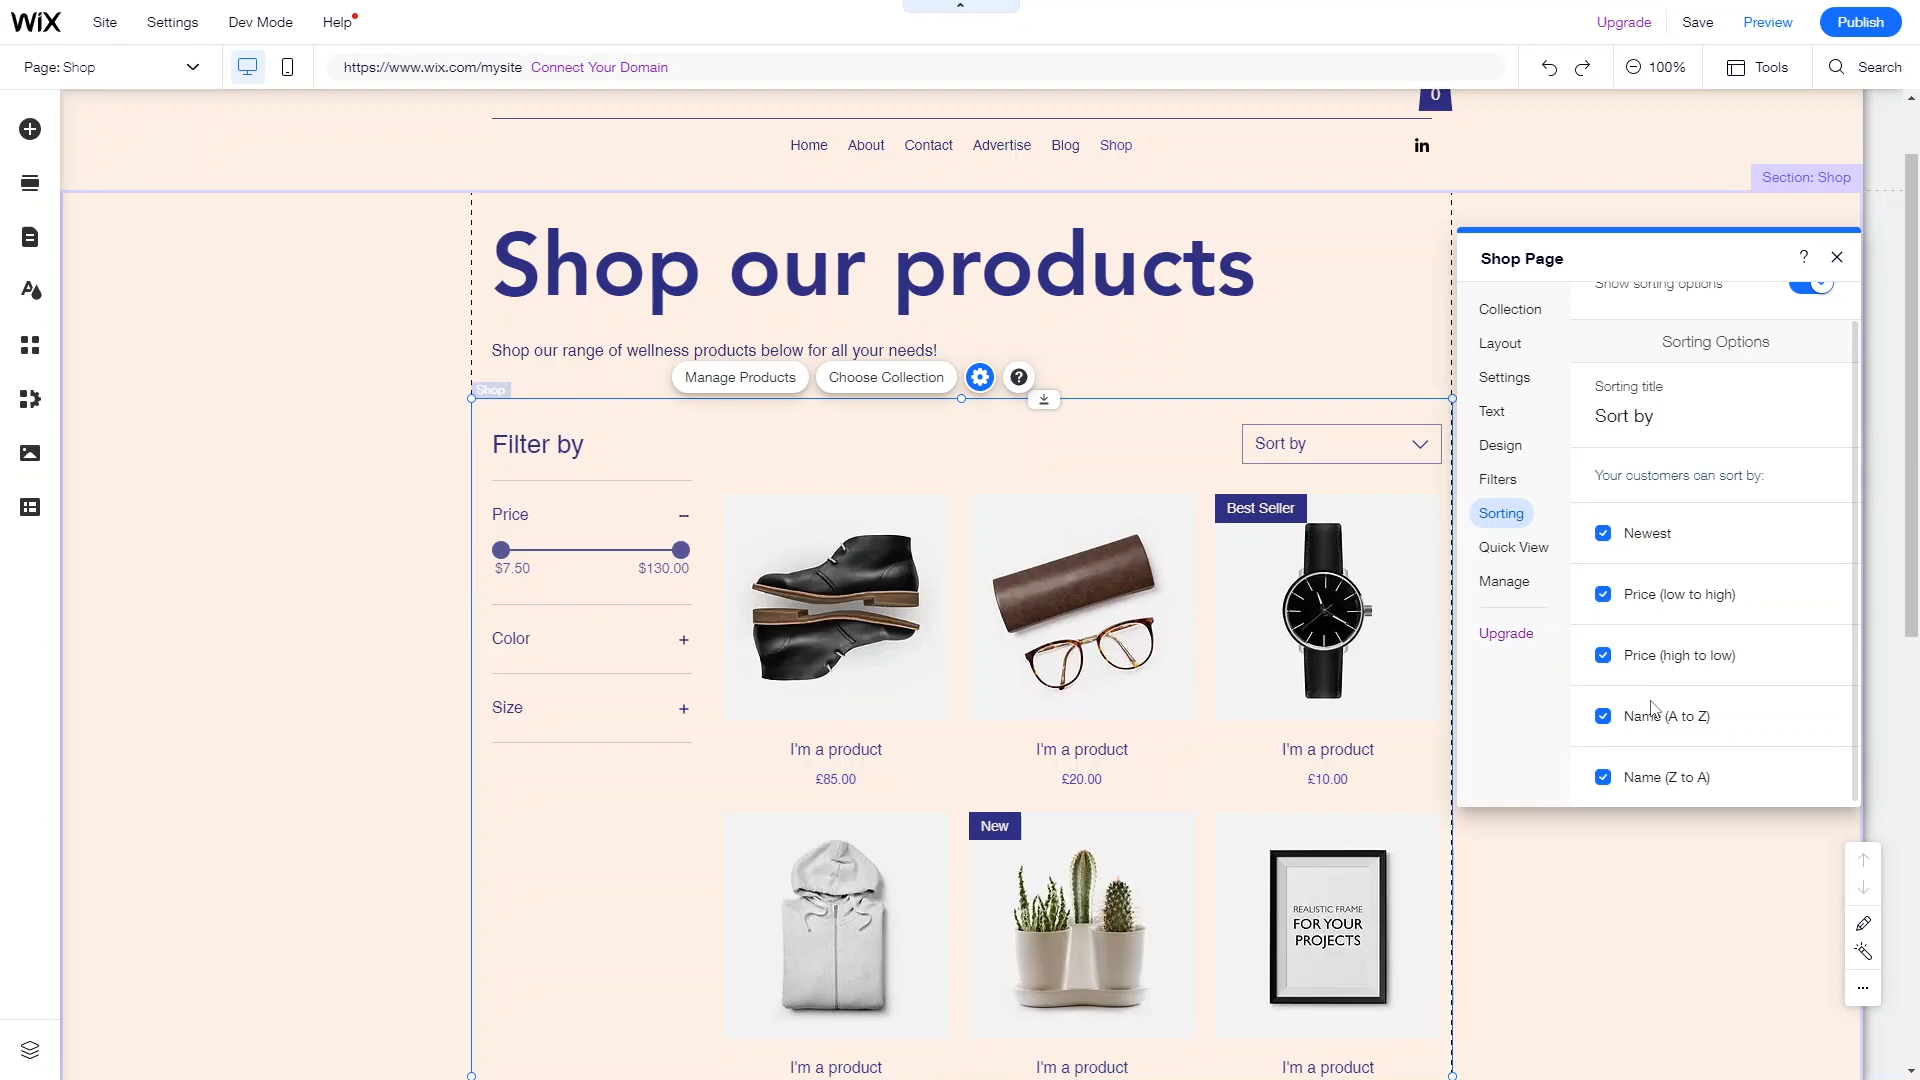 WiX Site Settings Dev Mode Help Upgrade Save Preview Publish
Page: Shop https://www.wix.com/mysite Connect Your Domain 100% Tools Search
0
Home About Contact Advertise Blog Shop in
Section: Shop
Shop our products
Shop our range of wellness products below for all your needs!
Manage Products Choose Collection ?
Shop
Filter by
Sort by
Price
$7.50 $130.00
Color
Size
Best Seller
I'm a product I'm a product I'm a product
£85.00 £20.00 £10.00
New
REALISTIC FRAME
FOR YOUR
PROJECTS
I'm a product I'm a product I'm a product
Shop Page ?
Collection
Layout
Settings
Text
Design
Filters
Sorting
Quick View
Manage
Upgrade
Show sorting options
Sorting Options
Sorting title
Sort by
Your customers can sort by:
Newest
Price (low to high)
Price (high to low)
Name (A to Z)
Name (Z to A)